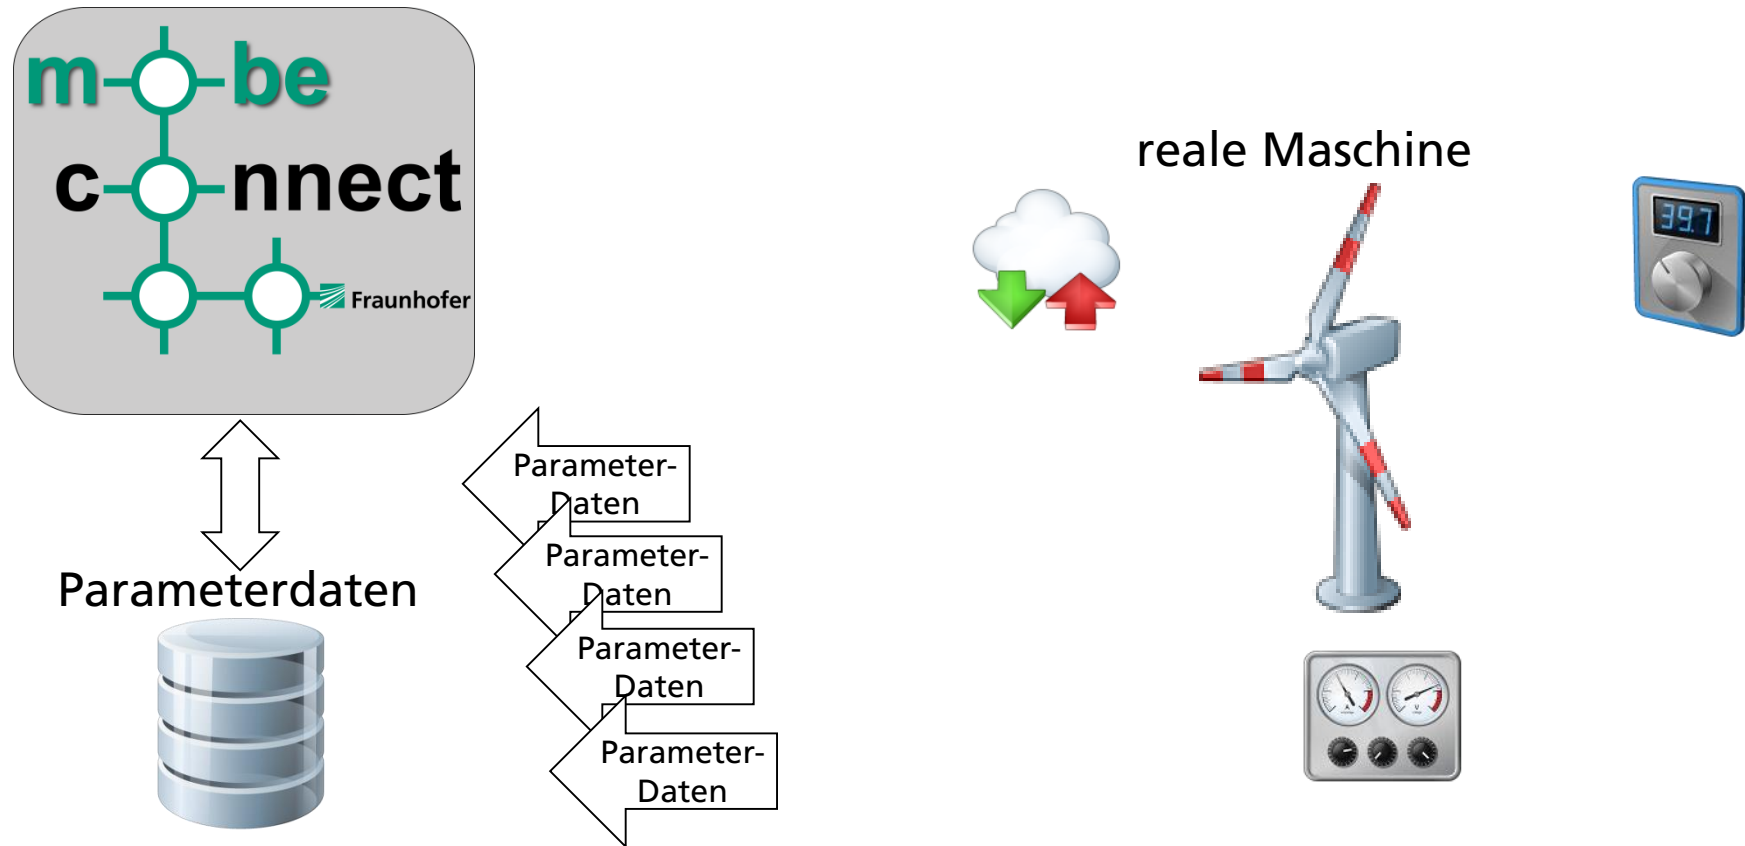 m be
c nnect
Fraunhofer
reale Maschine
39.7
Parameter-
Daten
Parameter-
Daten
Parameter-
Daten
Parameter-
Daten
Parameterdaten
A
V